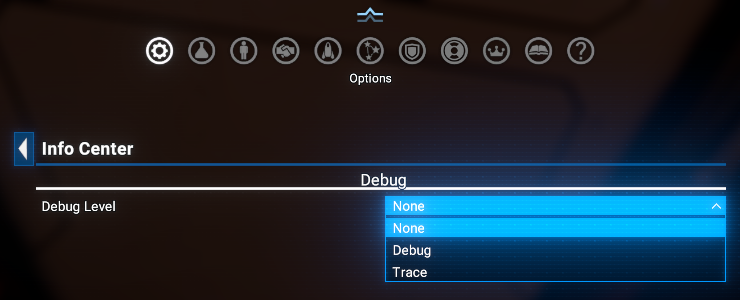 Options
Info Center
Debug
Debug Level
None
None
Debug
Trace